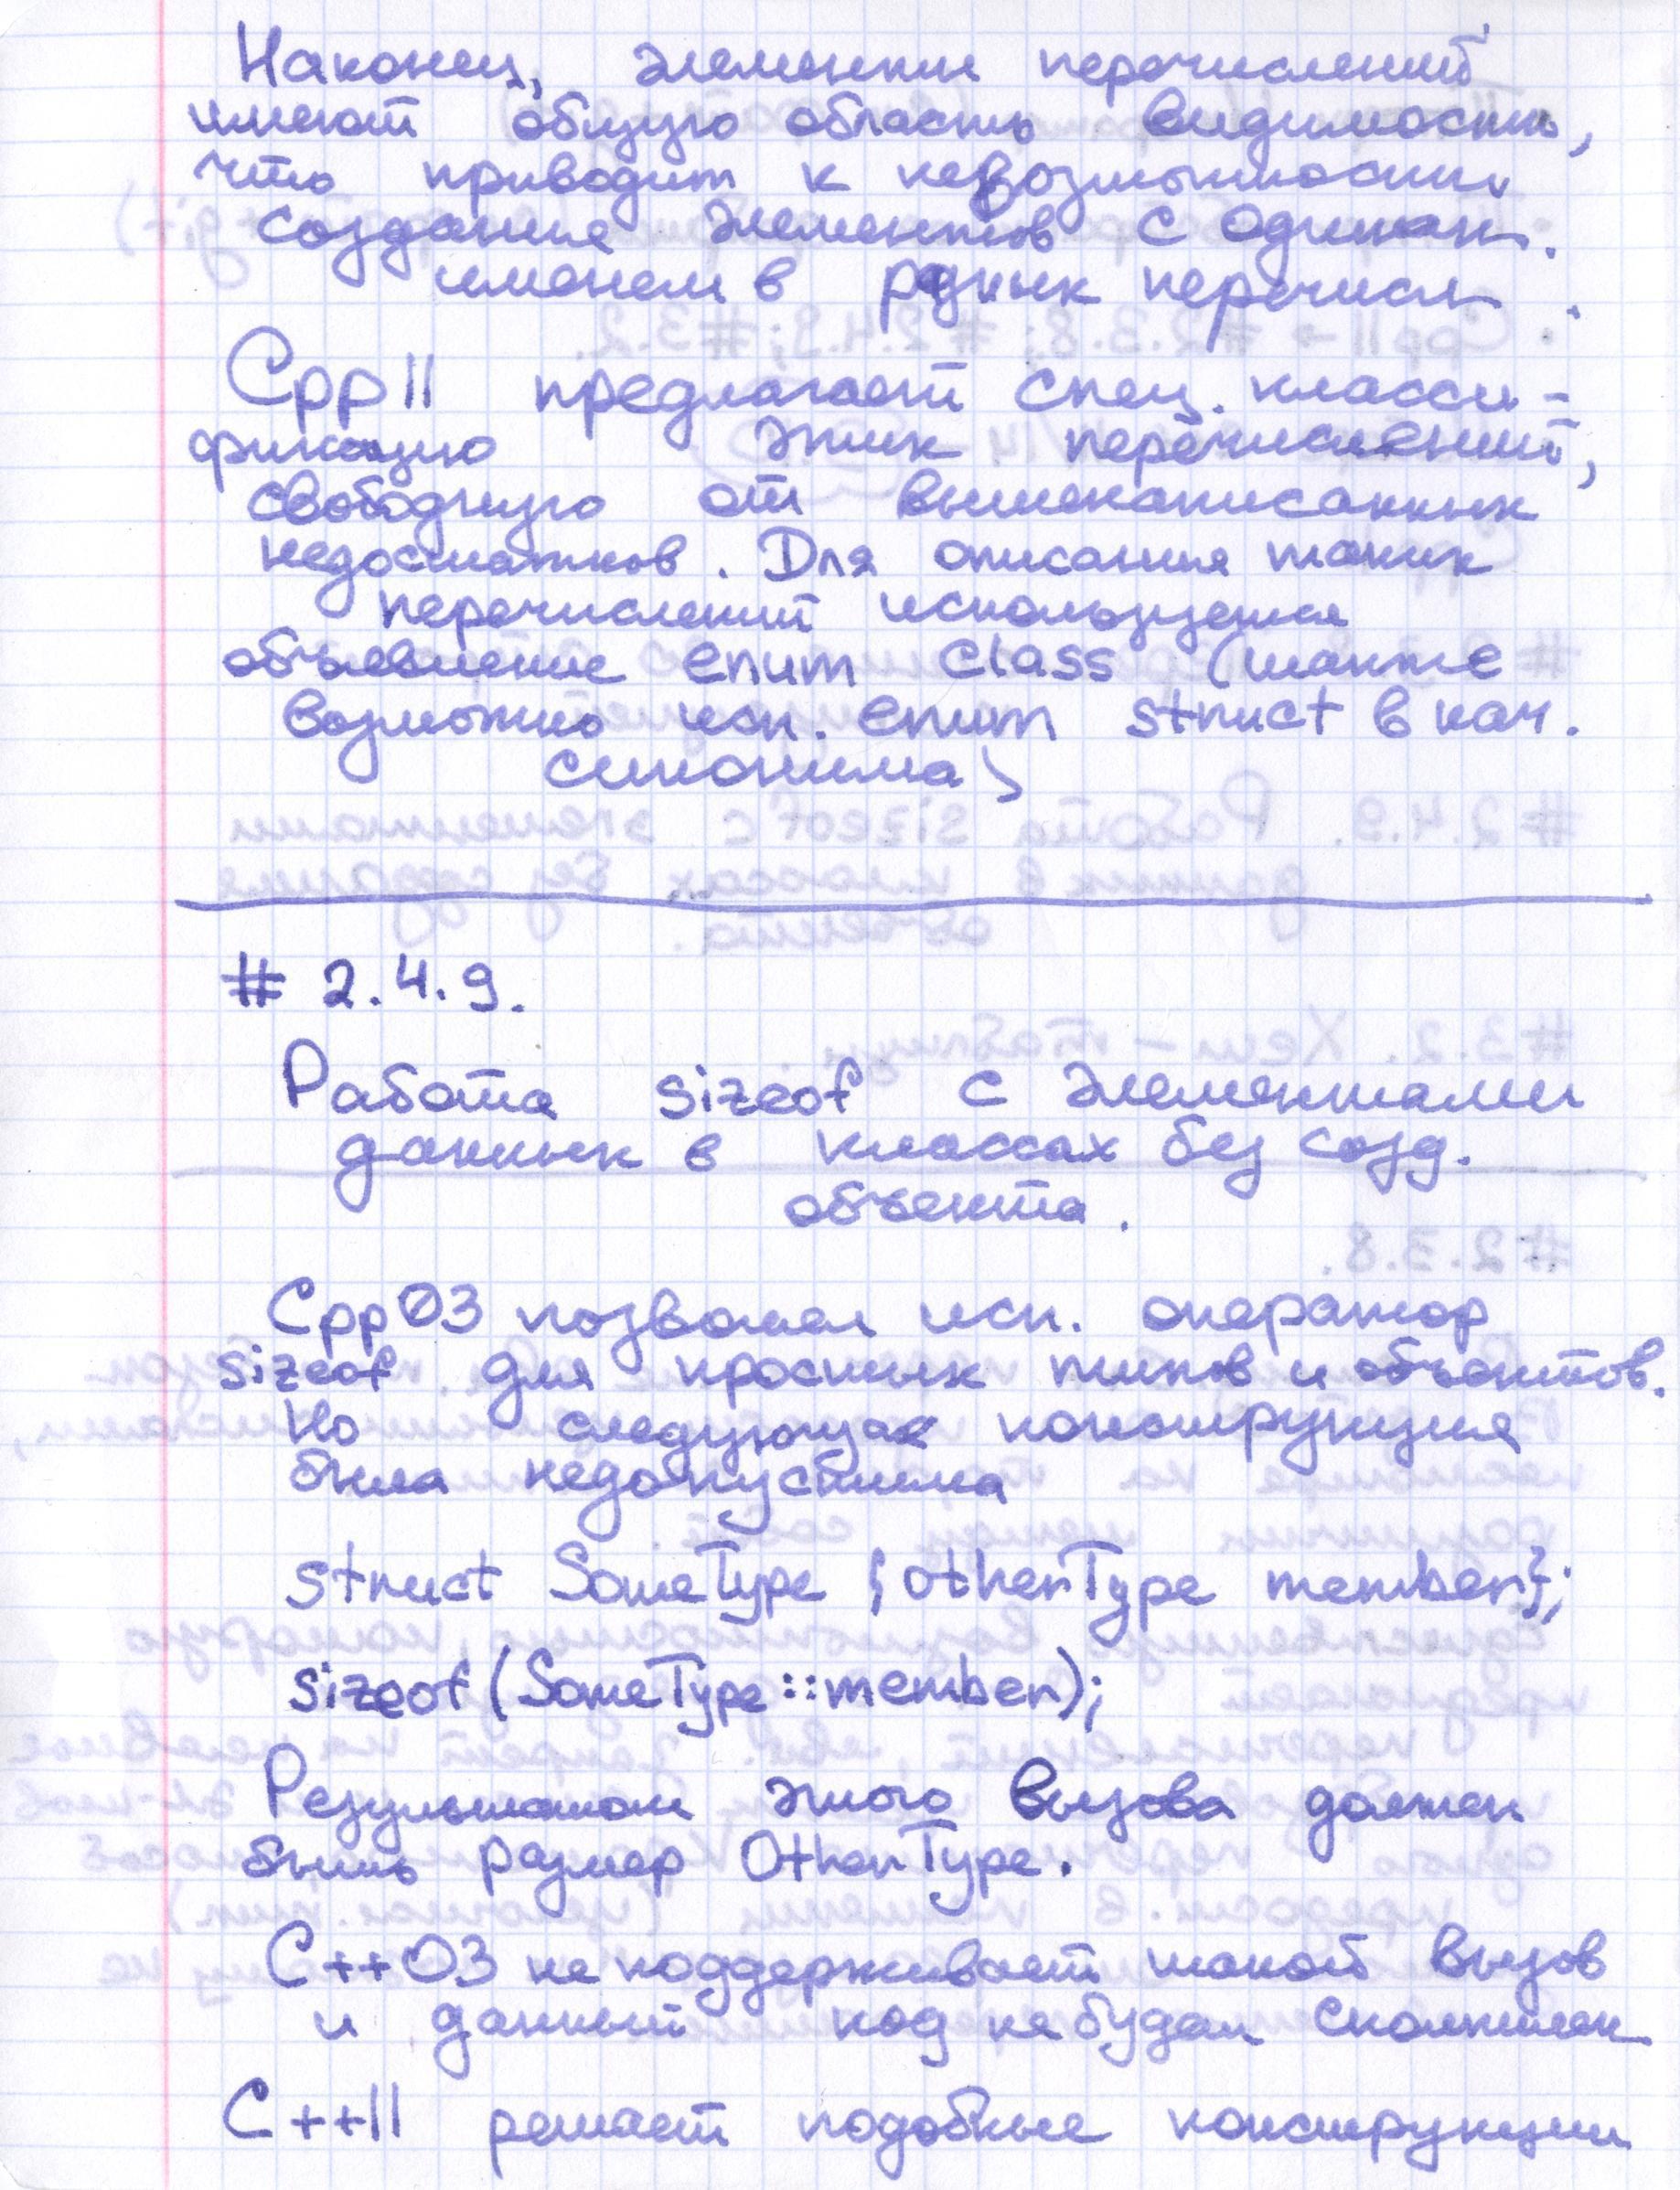 Наконец, элементы перечислений
имеют общую область видимости,
что приводит к невозможности
создания элементов с одинак.
именем в разных перечисл.
Cpp11 предлагает спец. класси-
фикацию этих перечислений,
свободную от вышенаписанных
недостатков. Для описания таких
перечислений используется
объявление enum class (также
возможно исп. enum struct в кач.
синонима)
# 2.4.9.
Работа sizeof с элементами
данных в классах без созд.
объекта.
Cpp03 позволял исп. оператор
sizeof для простых типов и объектов.
Но следующая конструкция
была недопустима
struct SomeType {otherType member};
sizeof(SomeType::member);
Результатом этого вызова должен
быть размер OtherType.
C++03 не поддерживает такой вызов
и данный код не будет скомпилен
C++11 решает подобные конструкции